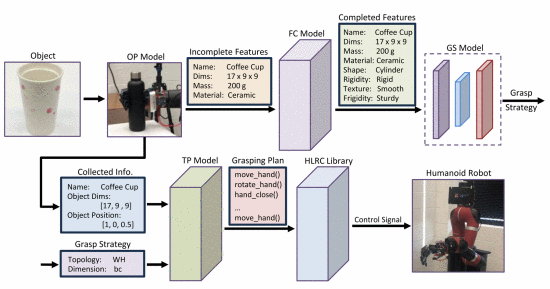 Object
OP Model
Incomplete Features
Name: Coffee Cup
Dims: 17 x 9 x 9
Mass: 200 g
Material: Ceramic
FC Model
Completed Features
Name: Coffee Cup
Dims: 17 x 9 x 9
Mass: 200 g
Material: Ceramic
Shape: Cylinder
Rigidity: Rigid
Texture: Smooth
Frigidity: Sturdy
GS Model
Grasp
Strategy
Collected Info.
Name: Coffee Cup
Object Dims:
[17, 9 , 9]
Object Position:
[1, 0, 0.5]
Grasp Strategy
Topology: WH
Dimension: bc
TP Model
Grasping Plan
move_hand()
rotate_hand()
hand_close()
...
move_hand()
HLRC Library
Control Signal
Humanoid Robot